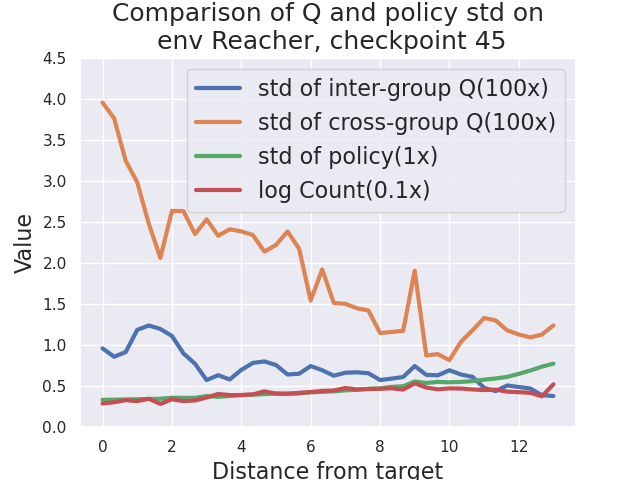 Comparison of Q and policy std on
env Reacher, checkpoint 45
4.5
4.0
3.5
3.0
2.5
2.0
1.5
1.0
0.5
0.0
Value
std of inter-group Q(100x)
std of cross-group Q(100x)
std of policy(1x)
log Count(0.1x)
0 2 4 6 8 10 12
Distance from target